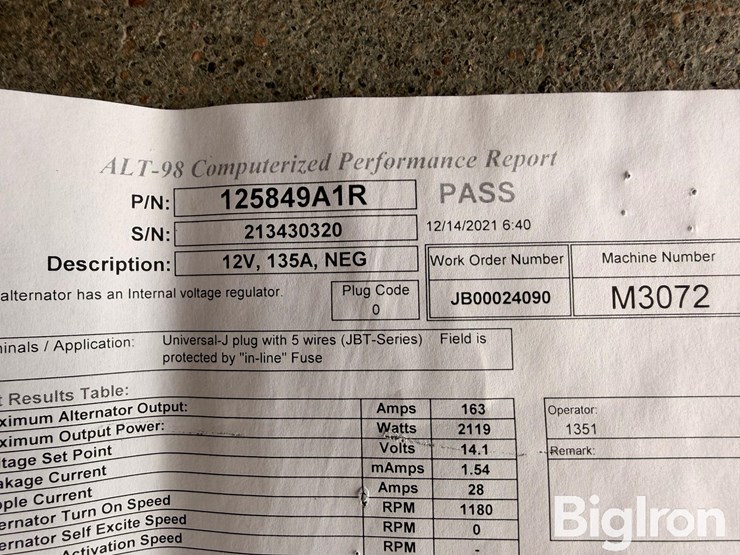 ALT-98 Computerized Performance Report
P/N: 125849A1R PASS
S/N: 213430320 12/14/2021 6:40
Description: 12V, 135A, NEG
Work Order Number Machine Number
JB00024090 M3072
alternator has an Internal voltage regulator. Plug Code
0
minals / Application: Universal-J plug with 5 wires (JBT-Series) Field is
protected by "in-line" Fuse
t Results Table:
aximum Alternator Output: Amps 163
ximum Output Power: Watts 2119
ltage Set Point Volts 14.1
akage Current mAmps 1.54
pple Current Amps 28
ernator Turn On Speed RPM 1180
ernator Self Excite Speed RPM 0
Activation Speed RPM -
Operator:
1351
Remark:
BigIron